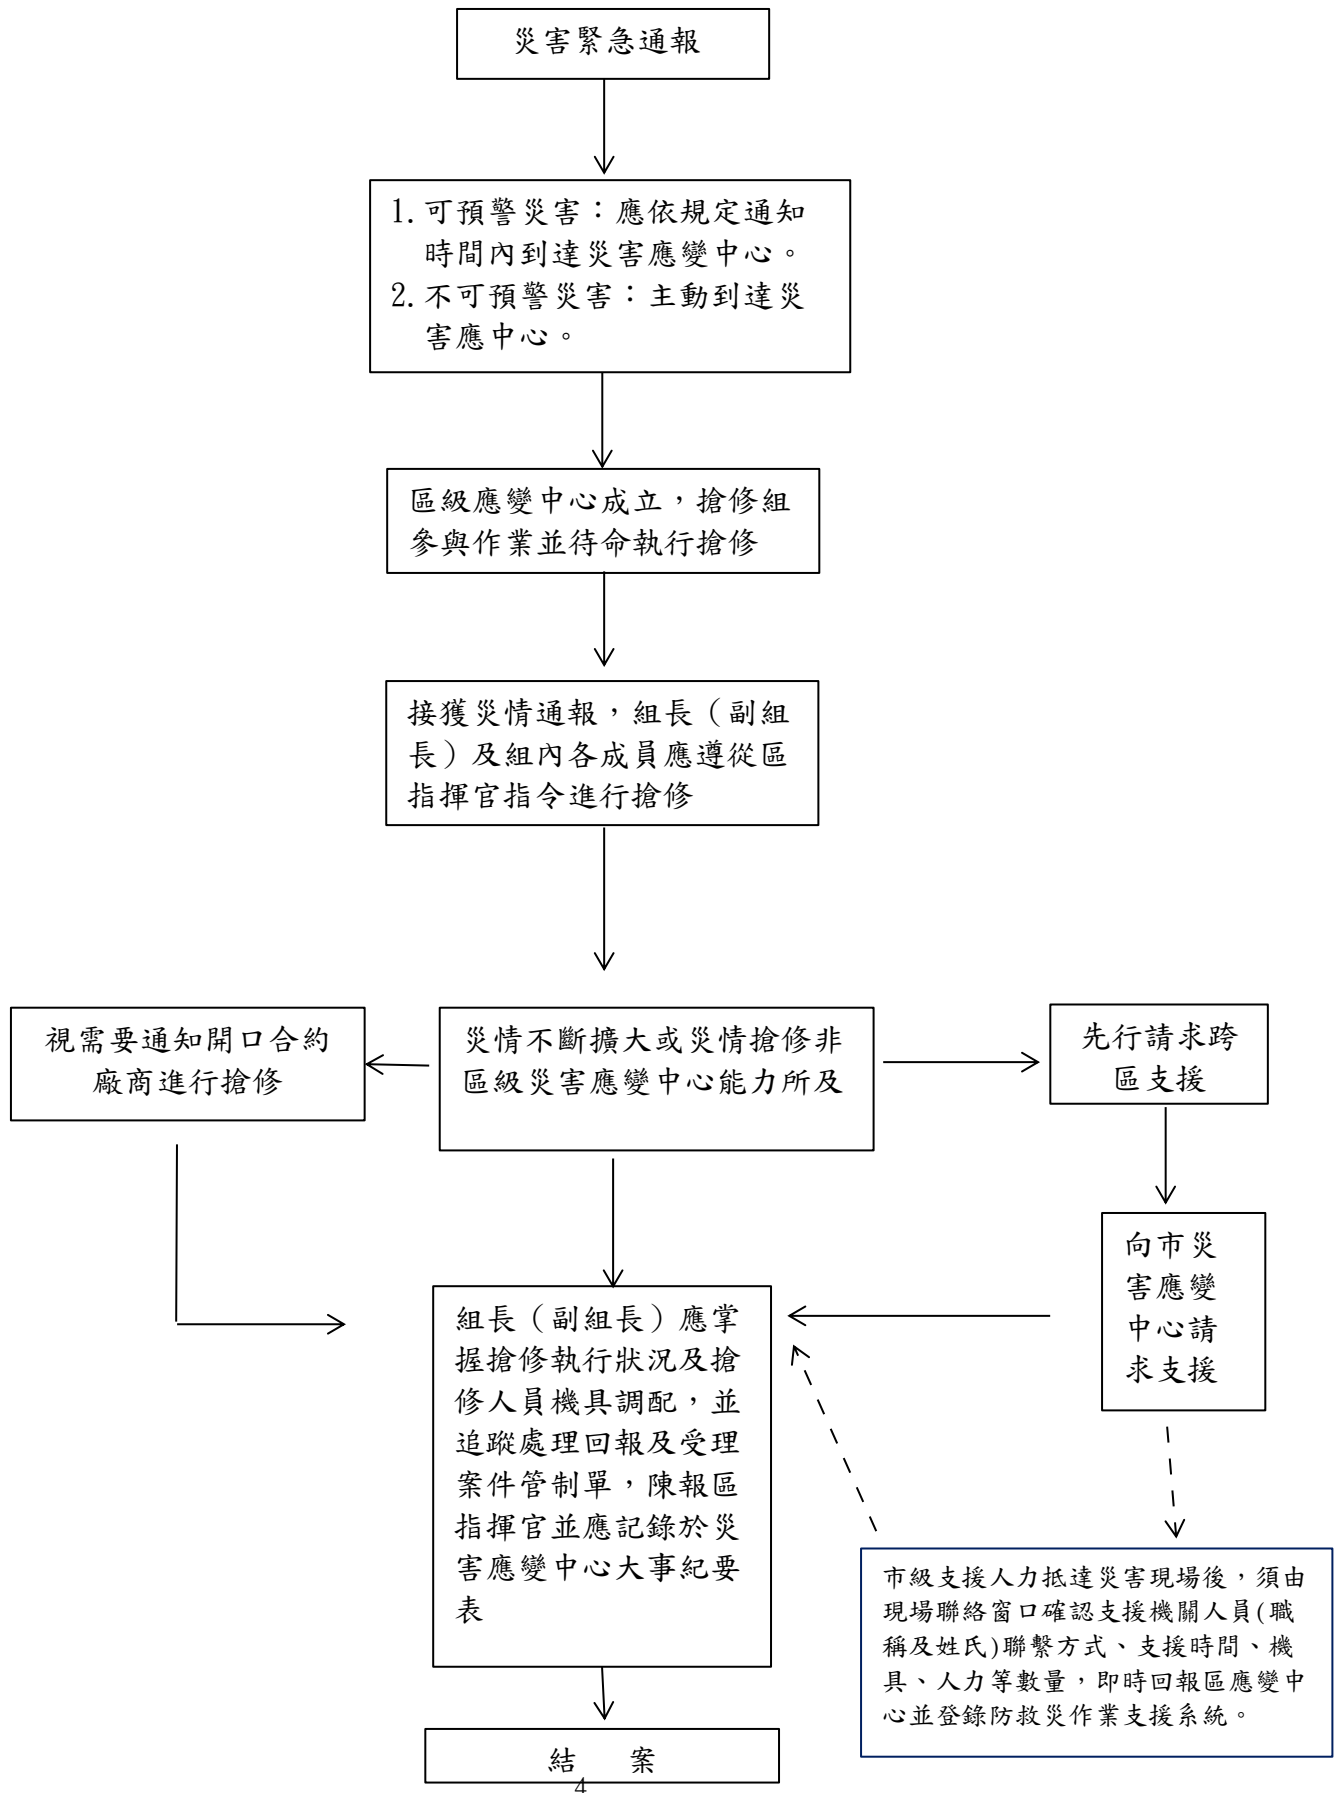 災害緊急通報
1.可預警災害：應依規定通知
時間內到達災害應變中心。
2.不可預警災害：主動到達災
害應中心。
區級應變中心成立，搶修組
參與作業並待命執行搶修
接獲災情通報，組長（副組
長）及組內各成員應遵從區
指揮官指令進行搶修
視需要通知開口合約
廠商進行搶修
災情不斷擴大或災情搶修非
區級災害應變中心能力所及
先行請求跨
區支援
向市災
害應變
中心請
求支援
組長（副組長）應掌
握搶修執行狀況及搶
修人員機具調配，並
追蹤處理回報及受理
案件管制單，陳報區
指揮官並應記錄於災
害應變中心大事紀要
表
市級支援人力抵達災害現場後，須由
現場聯絡窗口確認支援機關人員(職
稱及姓氏)聯繫方式、支援時間、機
具、人力等數量，即時回報區應變中
心並登錄防救災作業支援系統。
結　案
4